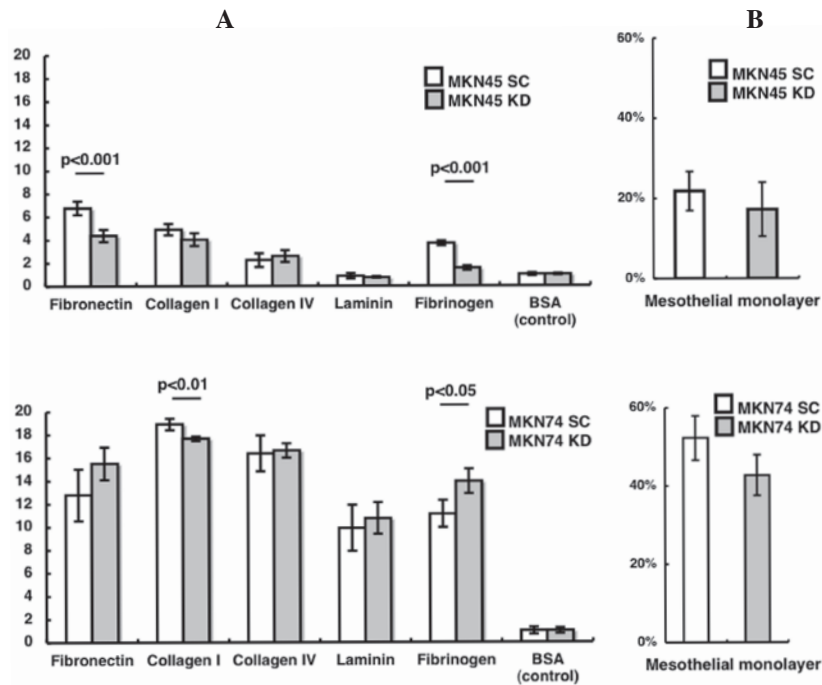 A
B
20
18
16
14
12
10
8
6
4
2
0
MKN45 SC
MKN45 KD
p<0.001
p<0.001
Fibronectin Collagen I Collagen IV Laminin Fibrinogen BSA
(control)
60%
40%
20%
0%
MKN45 SC
MKN45 KD
Mesothelial monolayer
20
18
16
14
12
10
8
6
4
2
0
p<0.01
p<0.05
MKN74 SC
MKN74 KD
Fibronectin Collagen I Collagen IV Laminin Fibrinogen BSA
(control)
60%
40%
20%
0%
MKN74 SC
MKN74 KD
Mesothelial monolayer